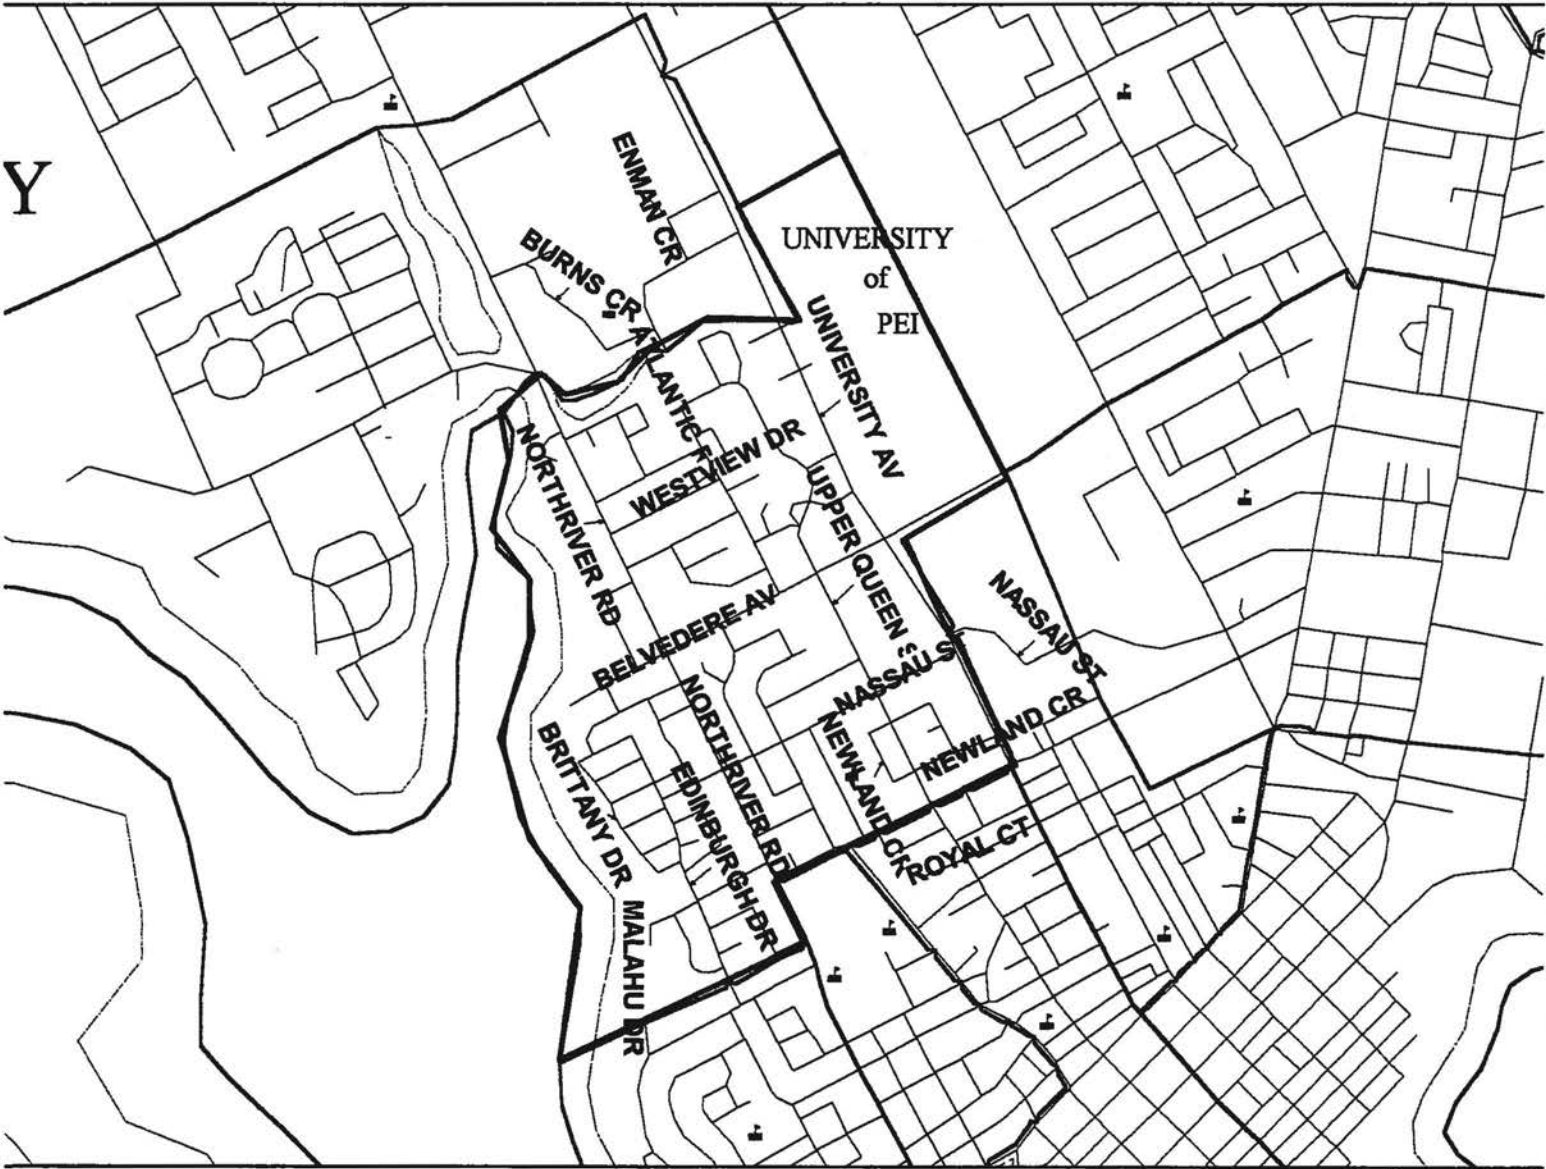 Y
ENMAN CR
BURNS CR
UNIVERSITY
of
PEI
ATLANTIC
UNIVERSITY AV
WESTVIEW DR
NORTHRIVER RD
UPPER QUEEN S
BELVEDERE AV
NASSAU ST
NASSAU S
NEWLAND CR
NEWLAND CR
NORTHRIVER RD
BRITTANY DR
EDINBURGH DR
ROYAL CT
MALAHU DR